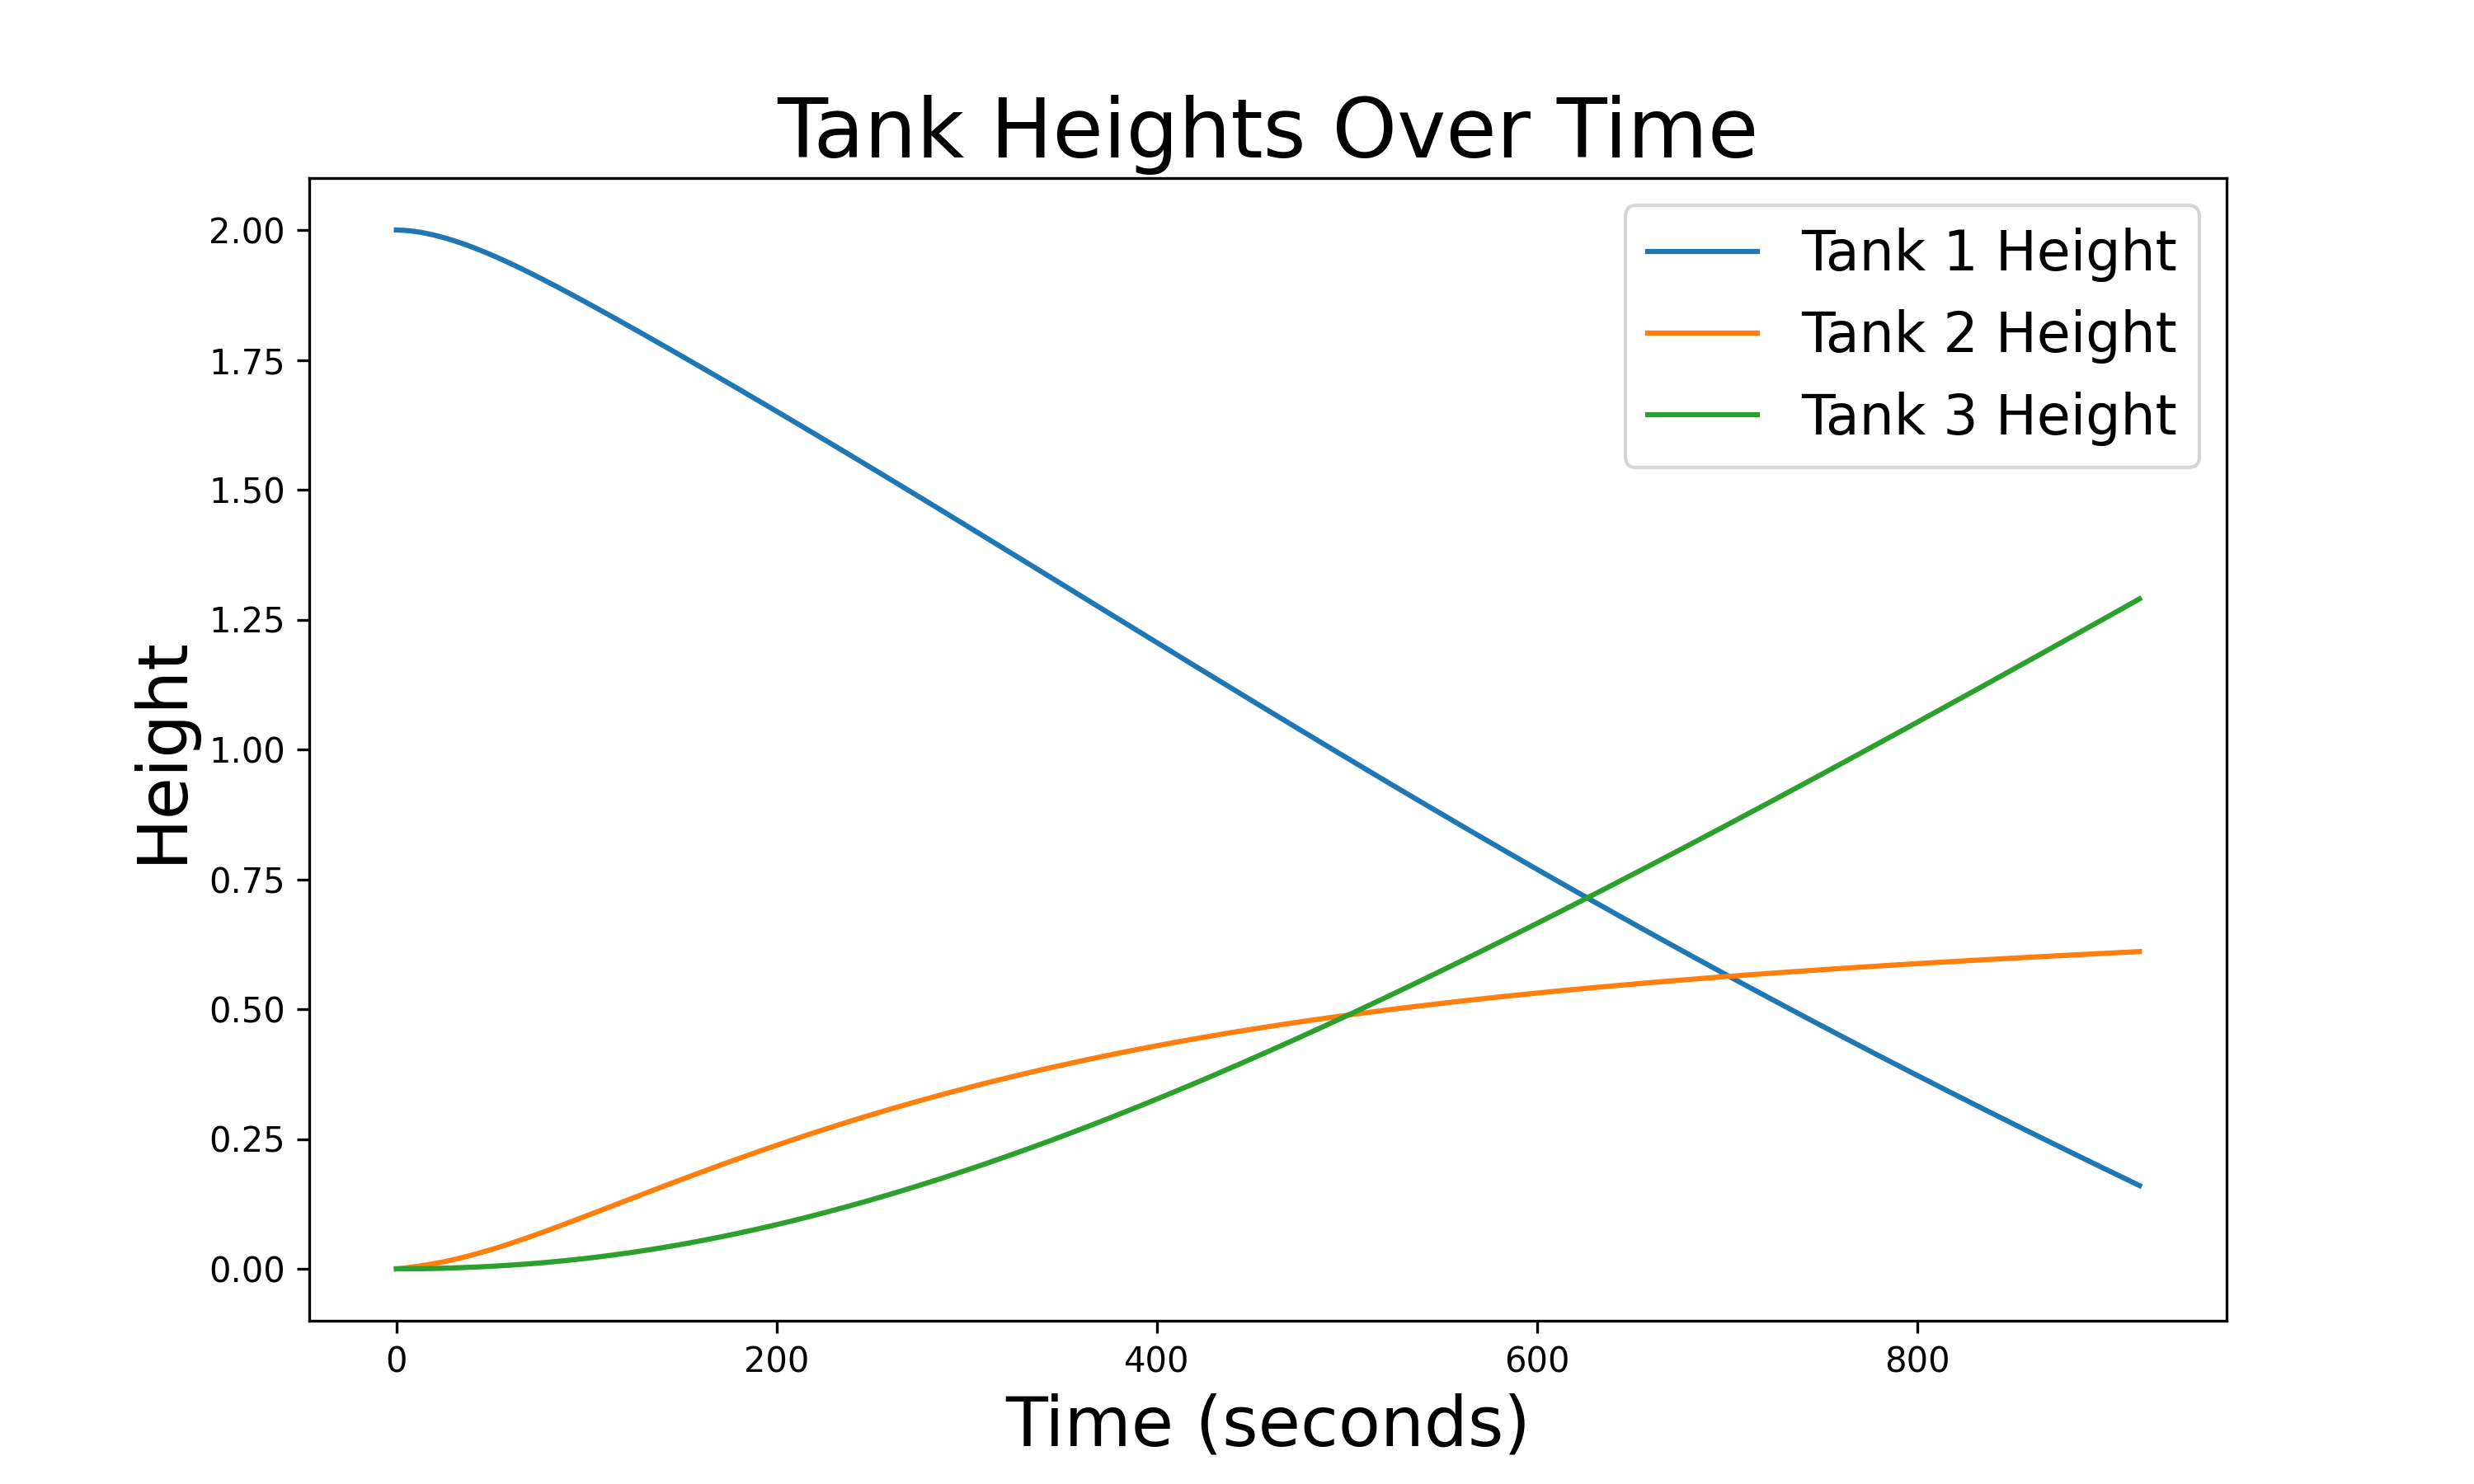 Tank Heights Over Time
Tank 1 Height
Tank 2 Height
Tank 3 Height
Height
2.00
1.75
1.50
1.25
1.00
0.75
0.50
0.25
0.00
0 200 400 600 800
Time (seconds)